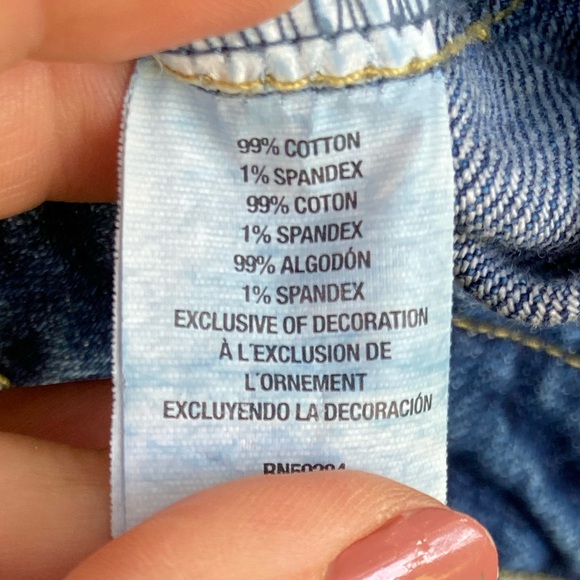 99% COTTON
1% SPANDEX
99% COTON
1% SPANDEX
99% ALGODÓN
1% SPANDEX
EXCLUSIVE OF DECORATION
À L'EXCLUSION DE
L'ORNEMENT
EXCLUYENDO LA DECORACIÓN